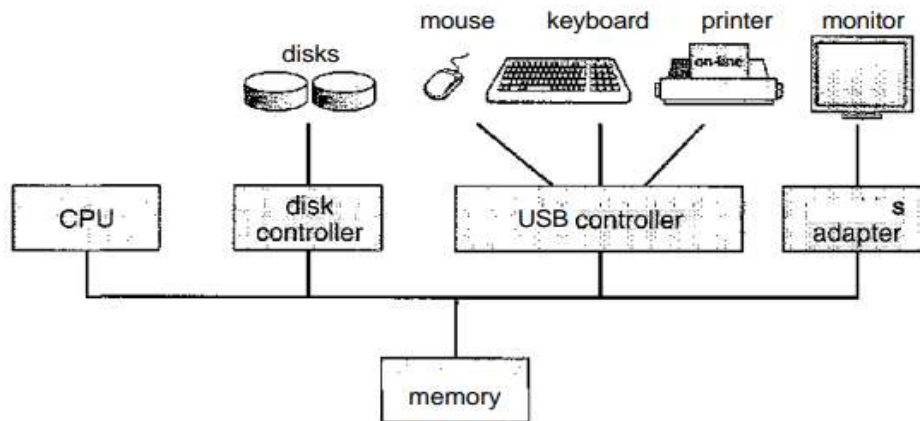 mouse keyboard printer monitor
disks
on-line
CPU
disk
controller
USB controller
s
adapter
memory